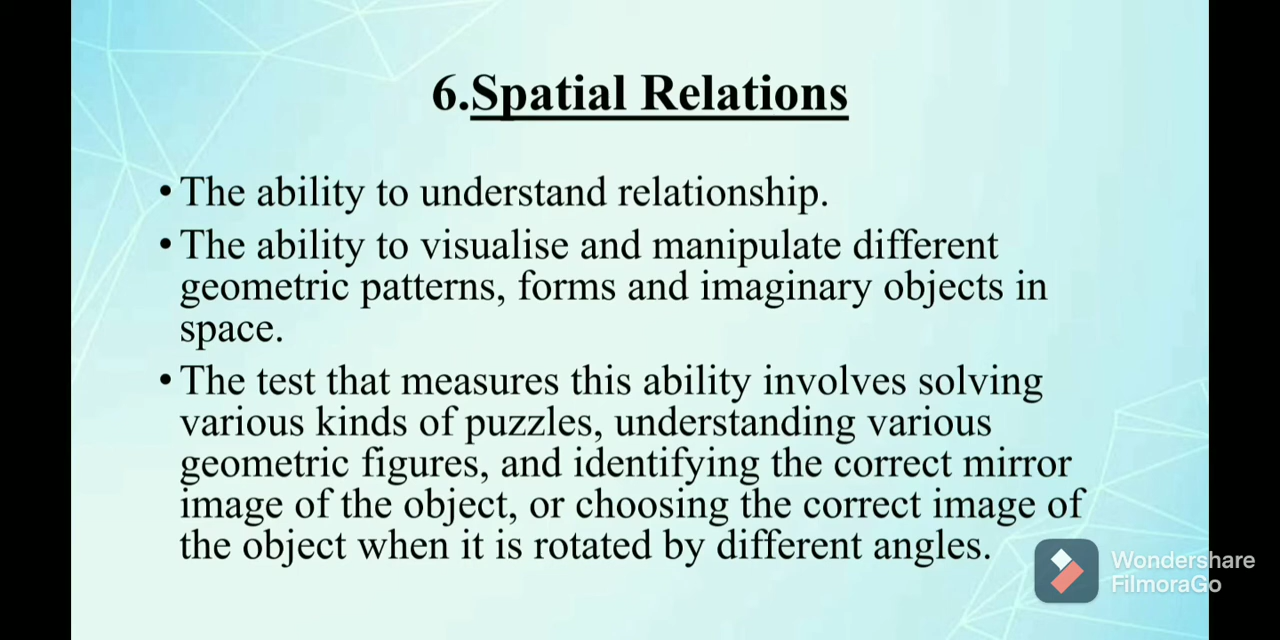 6.Spatial Relations
•The ability to understand relationship.
•The ability to visualise and manipulate different
geometric patterns, forms and imaginary objects in
space.
•The test that measures this ability involves solving
various kinds of puzzles, understanding various
geometric figures, and identifying the correct mirror
image of the object, or choosing the correct image of
the object when it is rotated by different angles.
Wondershare
FilmoraGo